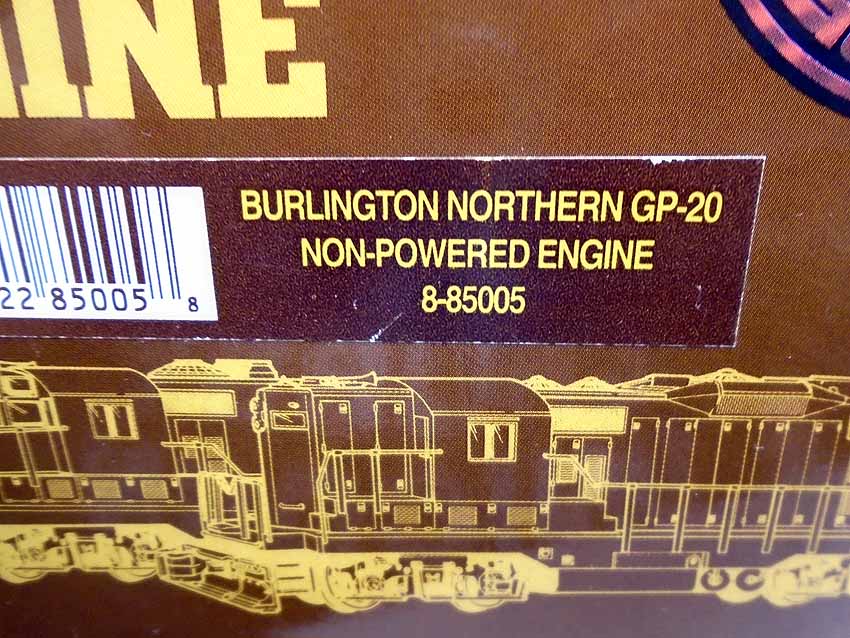 INE
BURLINGTON NORTHERN GP-20
NON-POWERED ENGINE
8-85005
22 85005 8